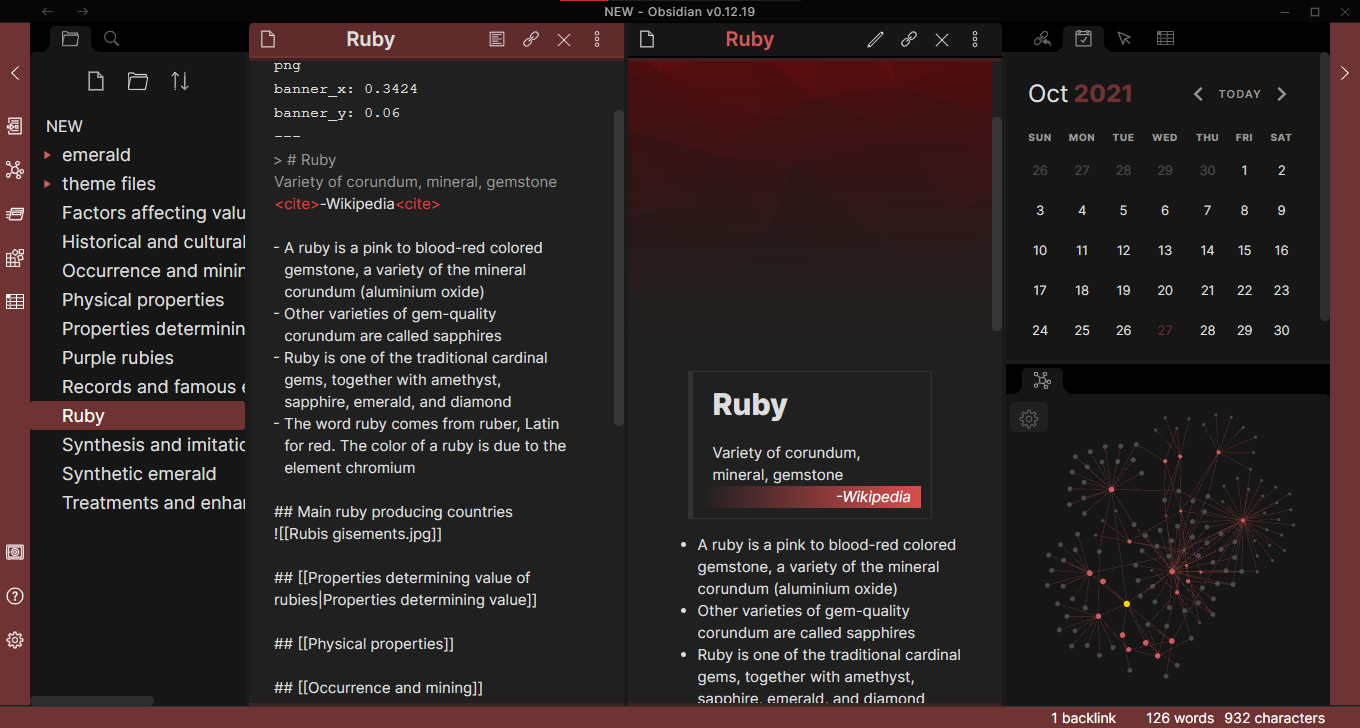 NEW - Obsidian v0.12.19
NEW
emerald
theme files
Factors affecting valu
Historical and cultural
Occurrence and minin
Physical properties
Properties determinin
Purple rubies
Records and famous e
Ruby
Synthesis and imitatio
Synthetic emerald
Treatments and enhan
Ruby
png
banner_x: 0.3424
banner_y: 0.06
---
> # Ruby
Variety of corundum, mineral, gemstone
<cite>-Wikipedia<cite>
- A ruby is a pink to blood-red colored
gemstone, a variety of the mineral
corundum (aluminium oxide)
- Other varieties of gem-quality
corundum are called sapphires
- Ruby is one of the traditional cardinal
gems, together with amethyst,
sapphire, emerald, and diamond
- The word ruby comes from ruber, Latin
for red. The color of a ruby is due to the
element chromium
## Main ruby producing countries
![[Rubis gisements.jpg]]
## [[Properties determining value of
rubies|Properties determining value]]
## [[Physical properties]]
## [[Occurrence and mining]]
Ruby
Ruby
Variety of corundum,
mineral, gemstone
-Wikipedia
• A ruby is a pink to blood-red colored
gemstone, a variety of the mineral
corundum (aluminium oxide)
• Other varieties of gem-quality
corundum are called sapphires
• Ruby is one of the traditional cardinal
gems, together with amethyst,
sapphire, emerald, and diamond
Oct 2021
TODAY
SUN MON TUE WED THU FRI SAT
26 27 28 29 30 1 2
3 4 5 6 7 8 9
10 11 12 13 14 15 16
17 18 19 20 21 22 23
24 25 26 27 28 29 30
1 backlink 126 words 932 characters